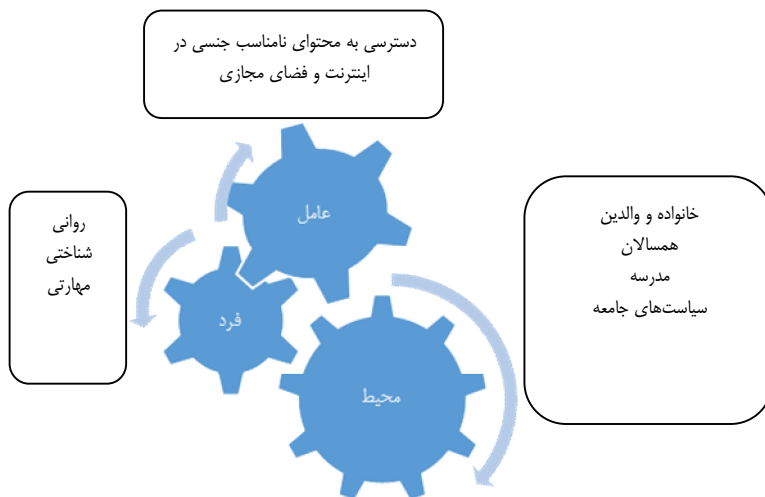 دسترسی به محتوای نامناسب جنسی در
اینترنت و فضای مجازی
عامل
خانواده و والدین
همسالان
مدرسه
سیاست‌های جامعه
روانی
شناختی
مهارتی
فرد
محیط